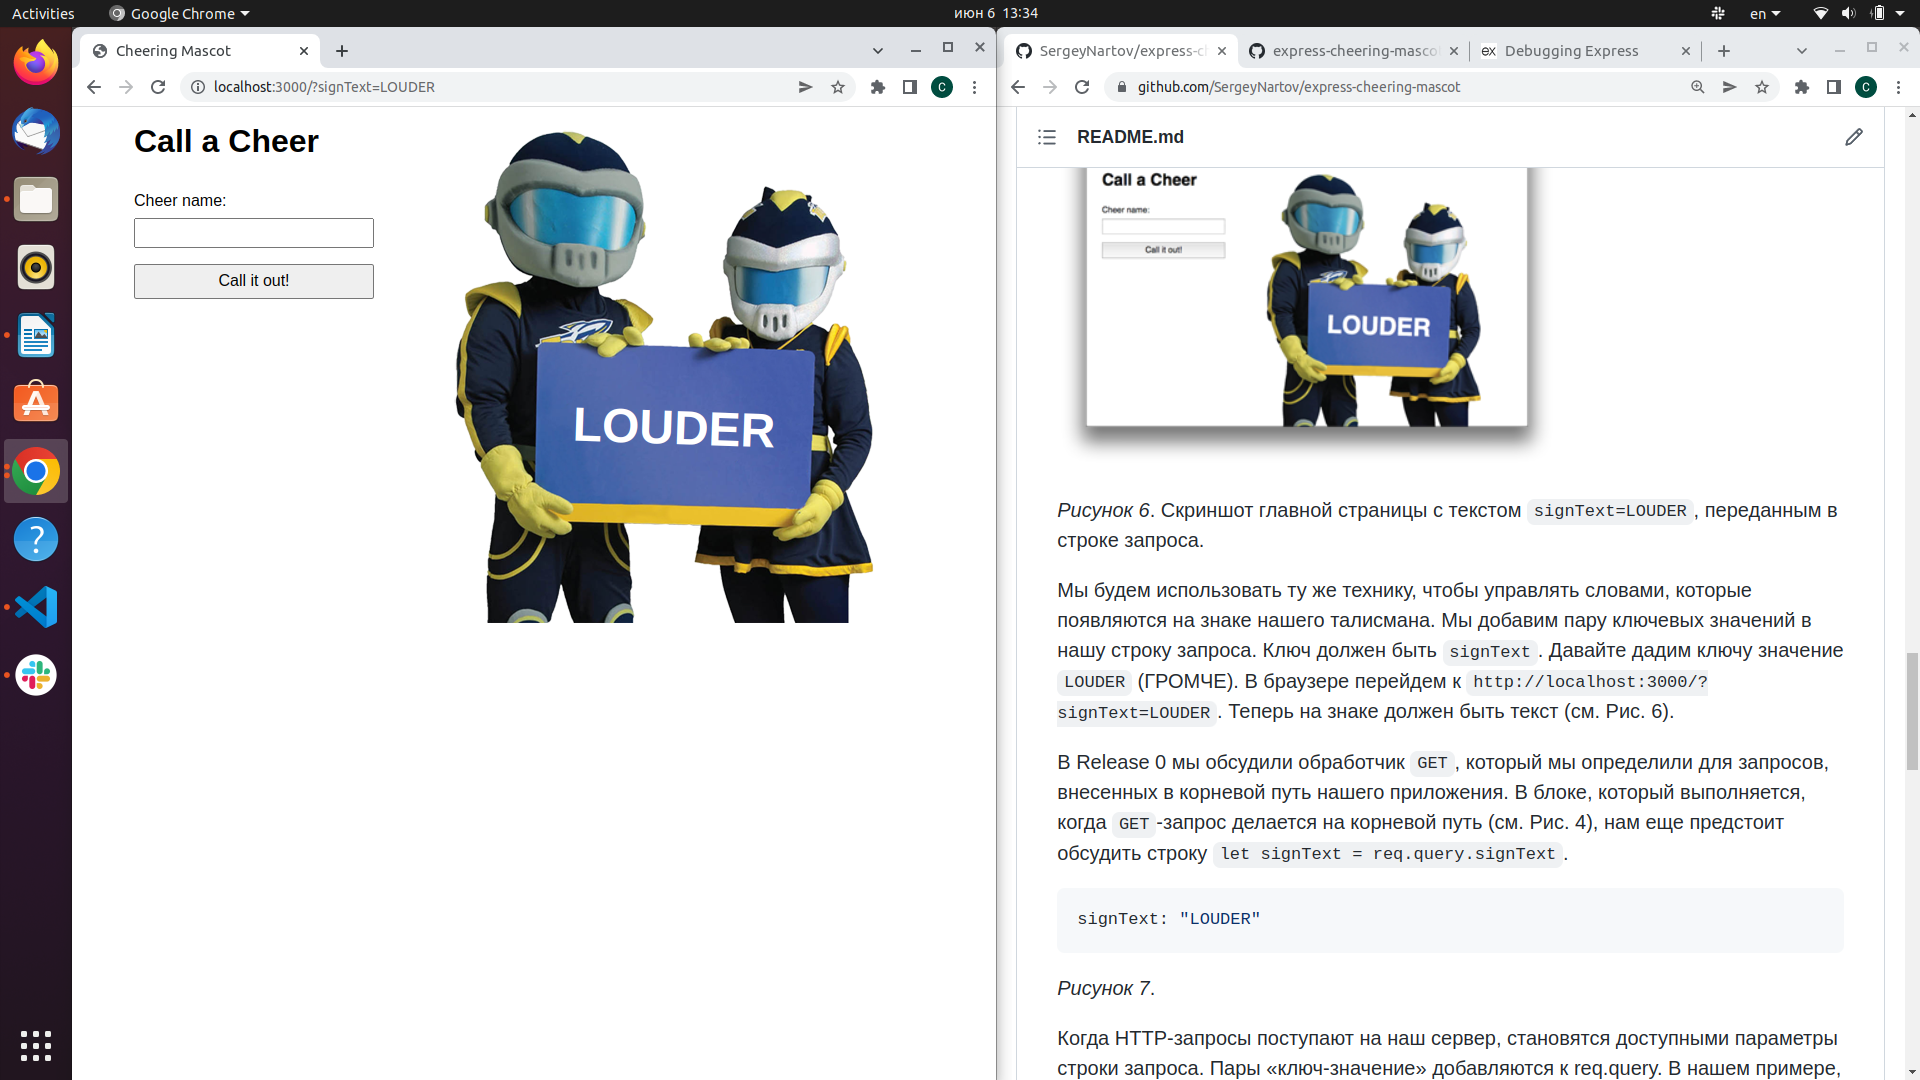 Activities
Google Chrome
июн 6 13:34
en
Cheering Mascot
localhost:3000/?signText=LOUDER
C
Call a Cheer
Cheer name:
Call it out!
LOUDER
SergeyNartov/express-c
express-cheering-masco
ex Debugging Express
github.com/SergeyNartov/express-cheering-mascot
C
README.md
Call a Cheer
Cheer name:
Call it out!
LOUDER
Рисунок 6. Скриншот главной страницы с текстом signText=LOUDER, переданным в
строке запроса.
Мы будем использовать ту же технику, чтобы управлять словами, которые
появляются на знаке нашего талисмана. Мы добавим пару ключевых значений в
нашу строку запроса. Ключ должен быть signText. Давайте дадим ключу значение
LOUDER (ГРОМЧЕ). В браузере перейдем к http://localhost:3000/?
signText=LOUDER. Теперь на знаке должен быть текст (см. Рис. 6).
В Release 0 мы обсудили обработчик GET, который мы определили для запросов,
внесенных в корневой путь нашего приложения. В блоке, который выполняется,
когда GET-запрос делается на корневой путь (см. Рис. 4), нам еще предстоит
обсудить строку let signText = req.query.signText.
signText: "LOUDER"
Рисунок 7.
Когда HTTP-запросы поступают на наш сервер, становятся доступными параметры
строки запроса. Пары «ключ-значение» добавляются к req.query. В нашем примере,